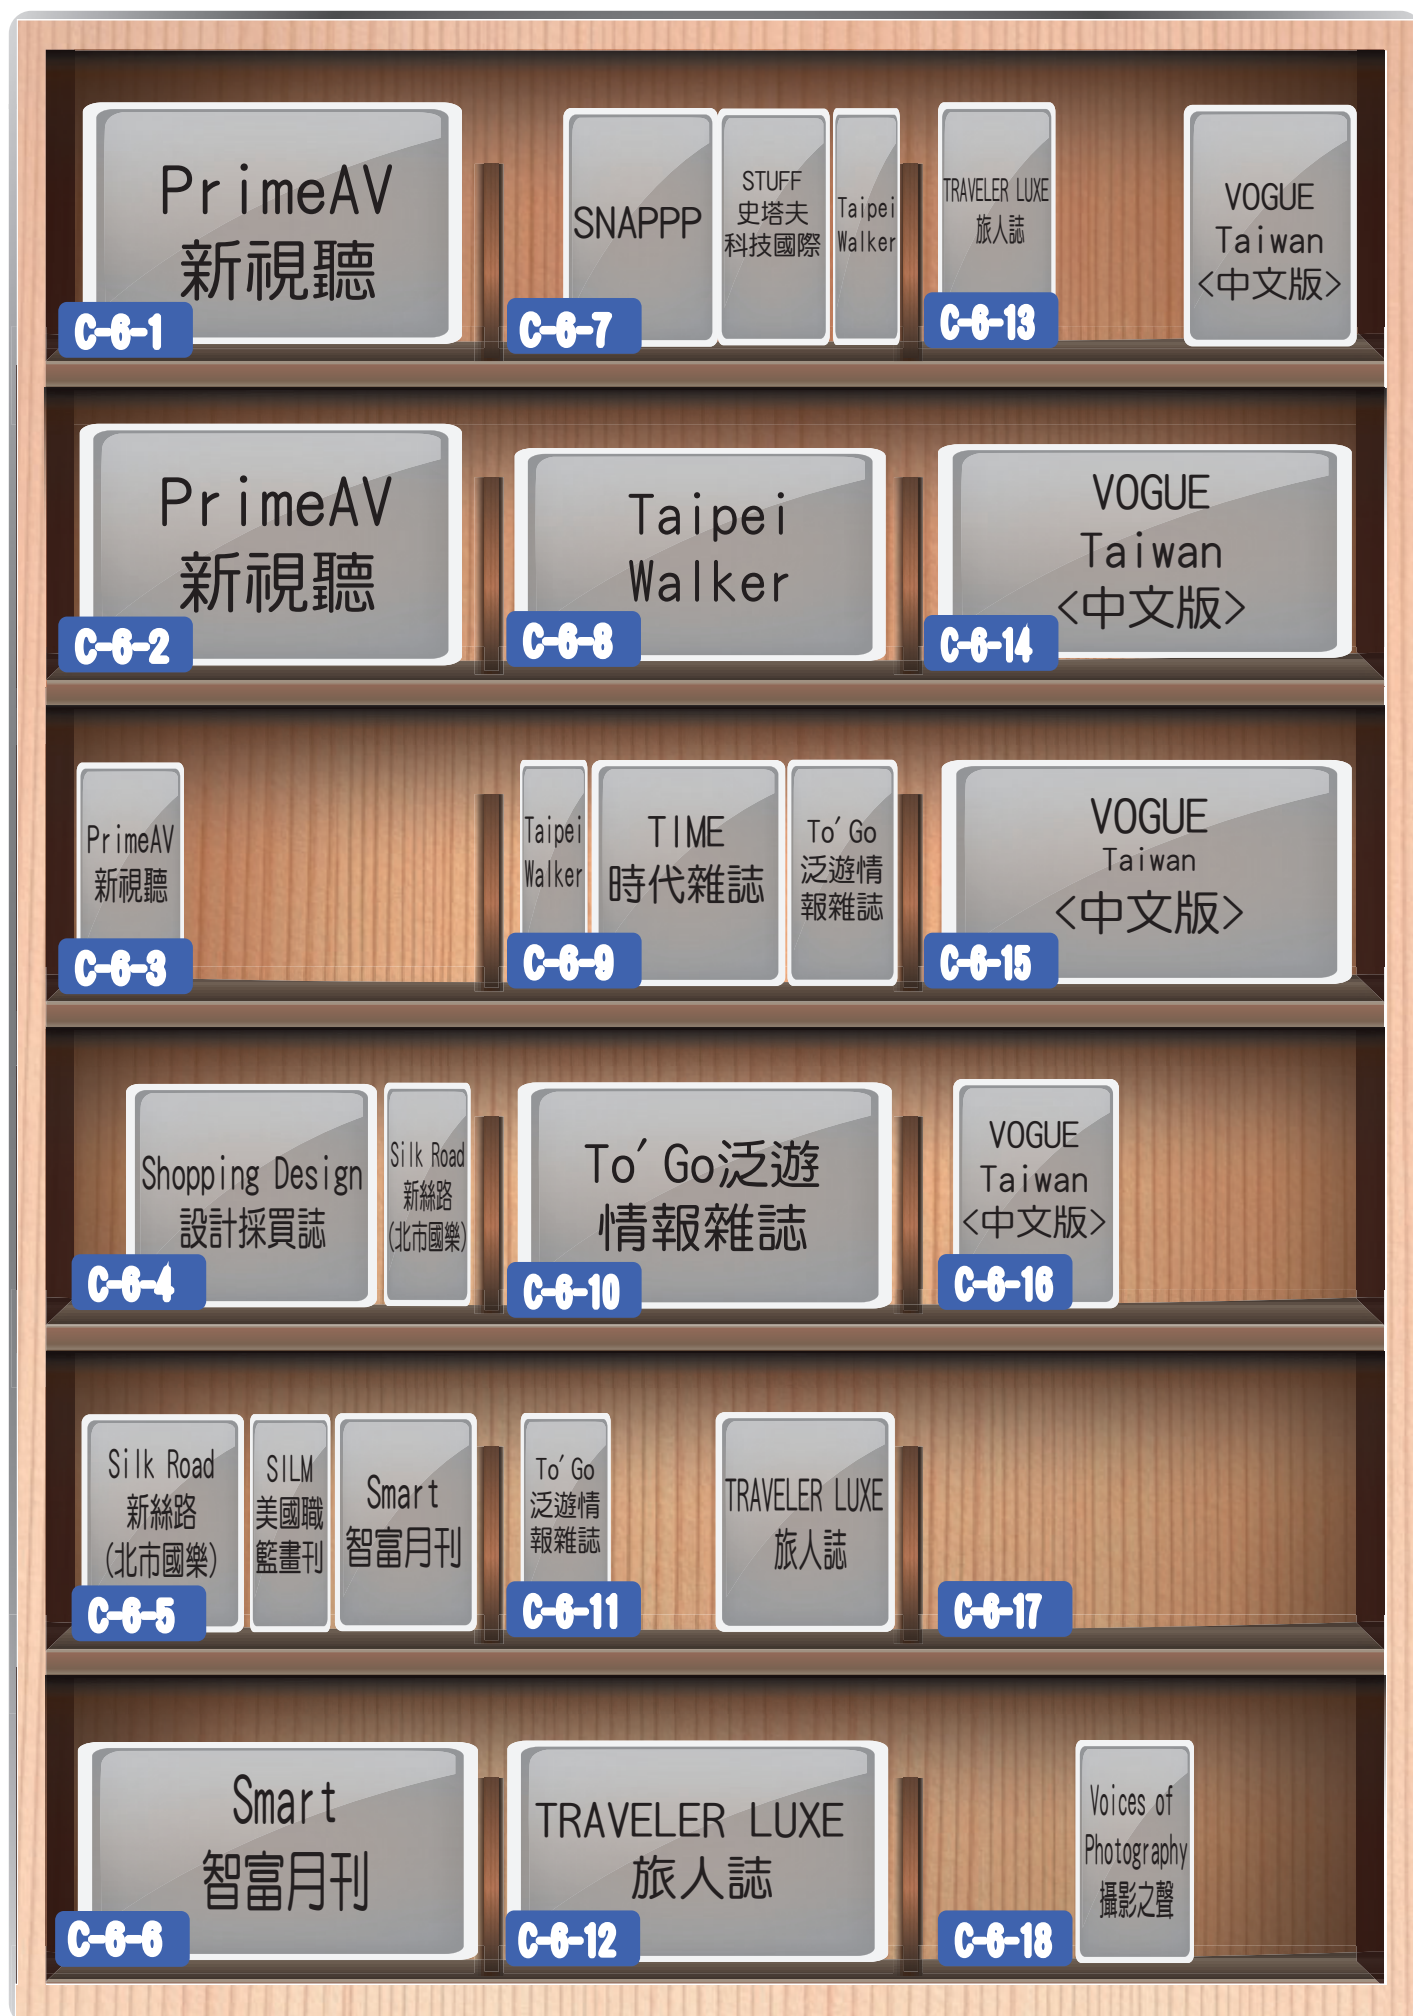 PrimeAV
新視聽
C-6-1
SNAPPP
STUFF
史塔夫
科技國際
Taipei
Walker
C-6-7
TRAVELER LUXE
旅人誌
C-6-13
VOGUE
Taiwan
<中文版>
PrimeAV
新視聽
C-6-2
Taipei
Walker
C-6-8
VOGUE
Taiwan
<中文版>
C-6-14
PrimeAV
新視聽
C-6-3
Taipei
Walker
C-6-9
TIME
時代雜誌
To' Go
泛遊情
報雜誌
VOGUE
Taiwan
<中文版>
C-6-15
Shopping Design
設計採買誌
C-6-4
Silk Road
新絲路
(北市國樂)
To' Go泛遊
情報雜誌
C-6-10
VOGUE
Taiwan
<中文版>
C-6-16
Silk Road
新絲路
(北市國樂)
C-6-5
SILM
美國職
籃畫刊
Smart
智富月刊
To' Go
泛遊情
報雜誌
C-6-11
TRAVELER LUXE
旅人誌
C-6-17
Smart
智富月刊
C-6-6
TRAVELER LUXE
旅人誌
C-6-12
C-6-18
Voices of
Photography
攝影之聲